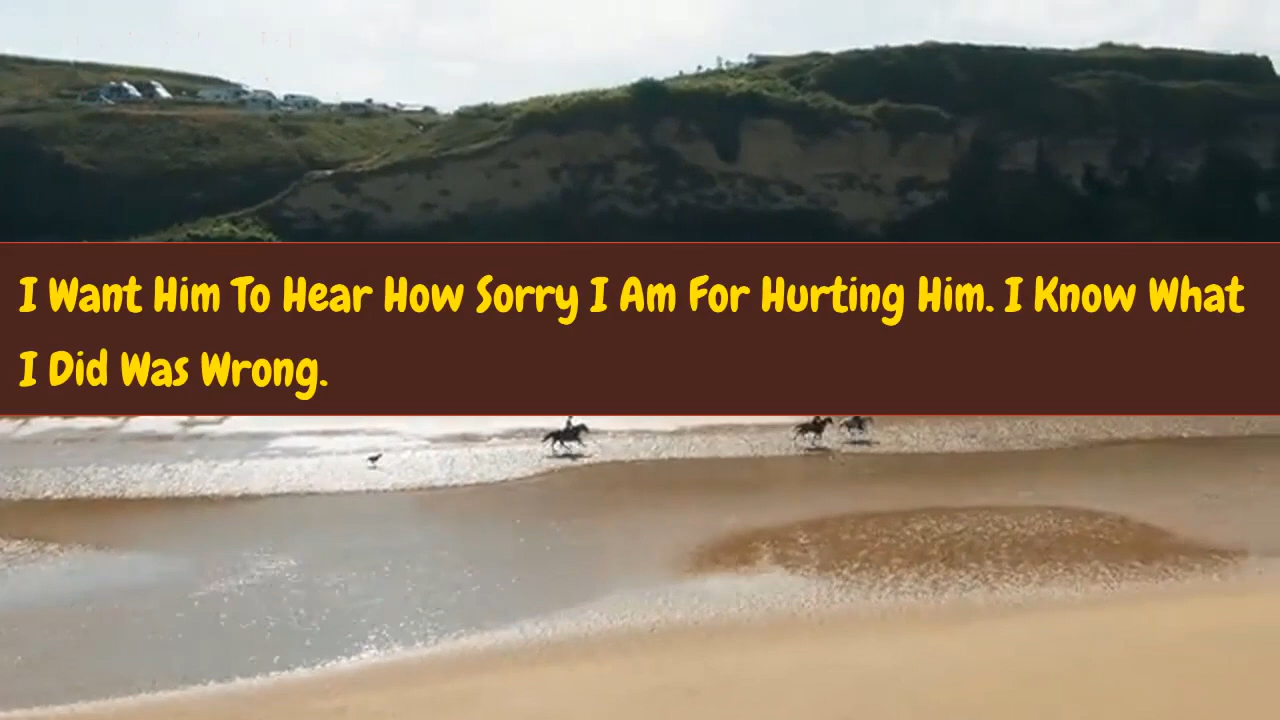 I Want Him To Hear How Sorry I Am For Hurting Him. I Know What
I Did Was Wrong.